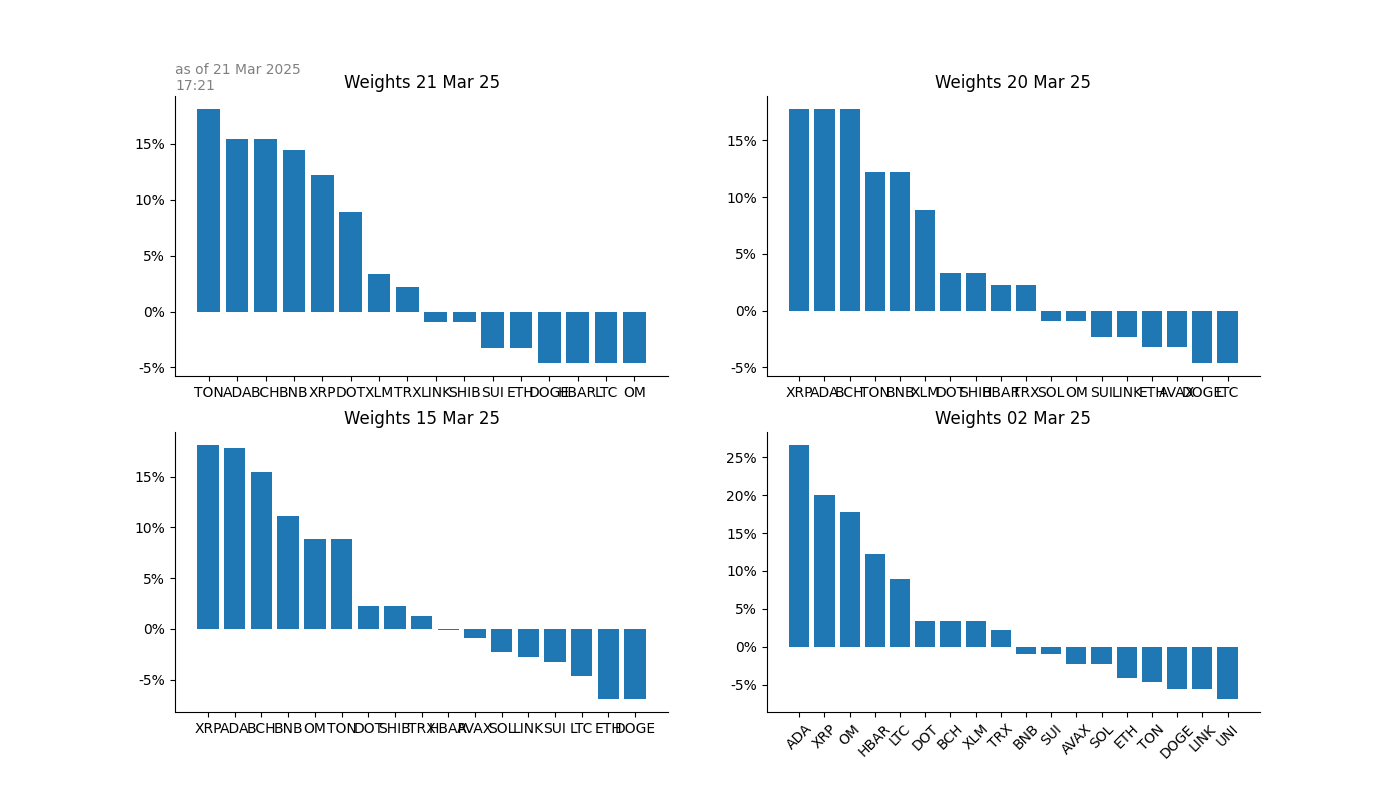 as of 21 Mar 2025
17:21
Weights 21 Mar 25
15%
10%
5%
0%
-5%
TON ADA BCH BNB XRP DOT XLM TRX LINK SHIB SUI ETH DOGE HBAR LTC OM
Weights 20 Mar 25
15%
10%
5%
0%
-5%
XRP ADA BCH TON BNB XLM DOT SHIB HBAR TRX SOL OM SUI LINK ETH AVAX DOGE LTC
Weights 15 Mar 25
15%
10%
5%
0%
-5%
XRP ADA BCH BNB OM TON DOT SHIB TRX HBAR AVAX SOL LINK SUI LTC ETH DOGE
Weights 02 Mar 25
25%
20%
15%
10%
5%
0%
-5%
ADA XRP OM HBAR LTC DOT BCH XLM TRX BNB SUI AVAX SOL ETH TON DOGE LINK UNI